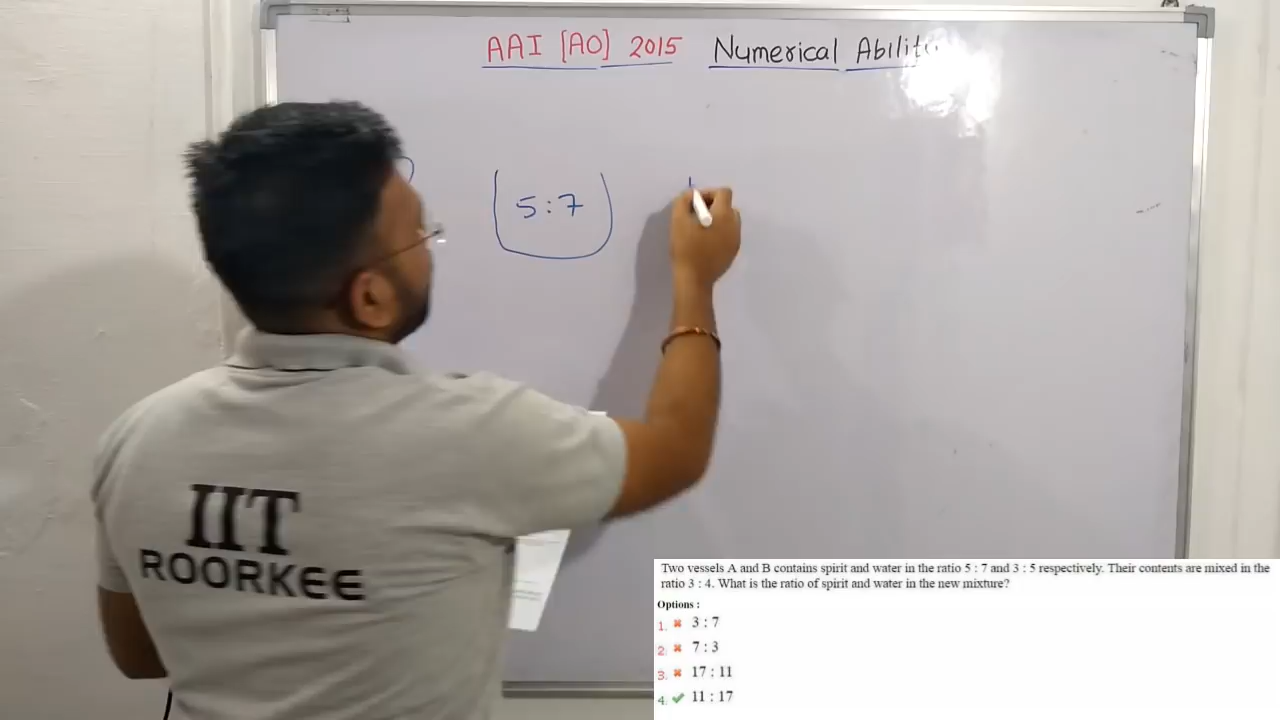 AAI [AO] 2015 Numerical Ability
5:7
IIT
ROORKEE
Two vessels A and B contains spirit and water in the ratio 5 : 7 and 3 : 5 respectively. Their contents are mixed in the
ratio 3 : 4. What is the ratio of spirit and water in the new mixture?
Options :
1. ✖ 3 : 7
2. ✖ 7 : 3
3. ✖ 17 : 11
4. ✔ 11 : 17